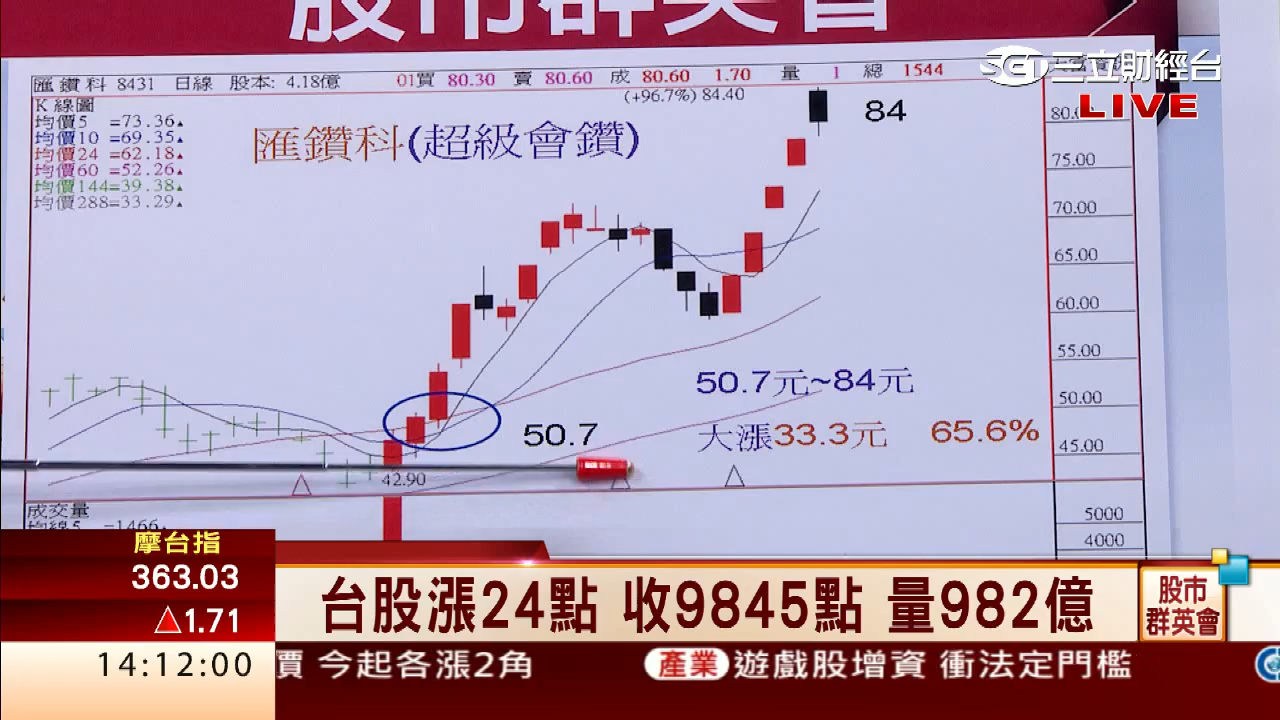 股市群英會
三立財經台
LIVE
匯鑽科 8431 日線 股本: 4.18億 01買 80.30 賣 80.60 成 80.60 1.70 量 1 總 1544
K線圖
(+96.7%) 84.40
均價5 =73.36▲
均價10 =69.35▲
均價24 =62.18▲
均價60 =52.26▲
均價144=39.38▲
均價288=33.29▲
匯鑽科(超級會鑽)
84
80.0
75.00
70.00
65.00
60.00
55.00
50.00
45.00
50.7元~84元
大漲33.3元 65.6%
50.7
42.90
成交量
均線5 =1466▲
5000
4000
摩台指
363.03
△1.71
14:12:00
台股漲24點 收9845點 量982億
股市
群英會
價 今起各漲2角 產業 遊戲股增資 衝法定門檻